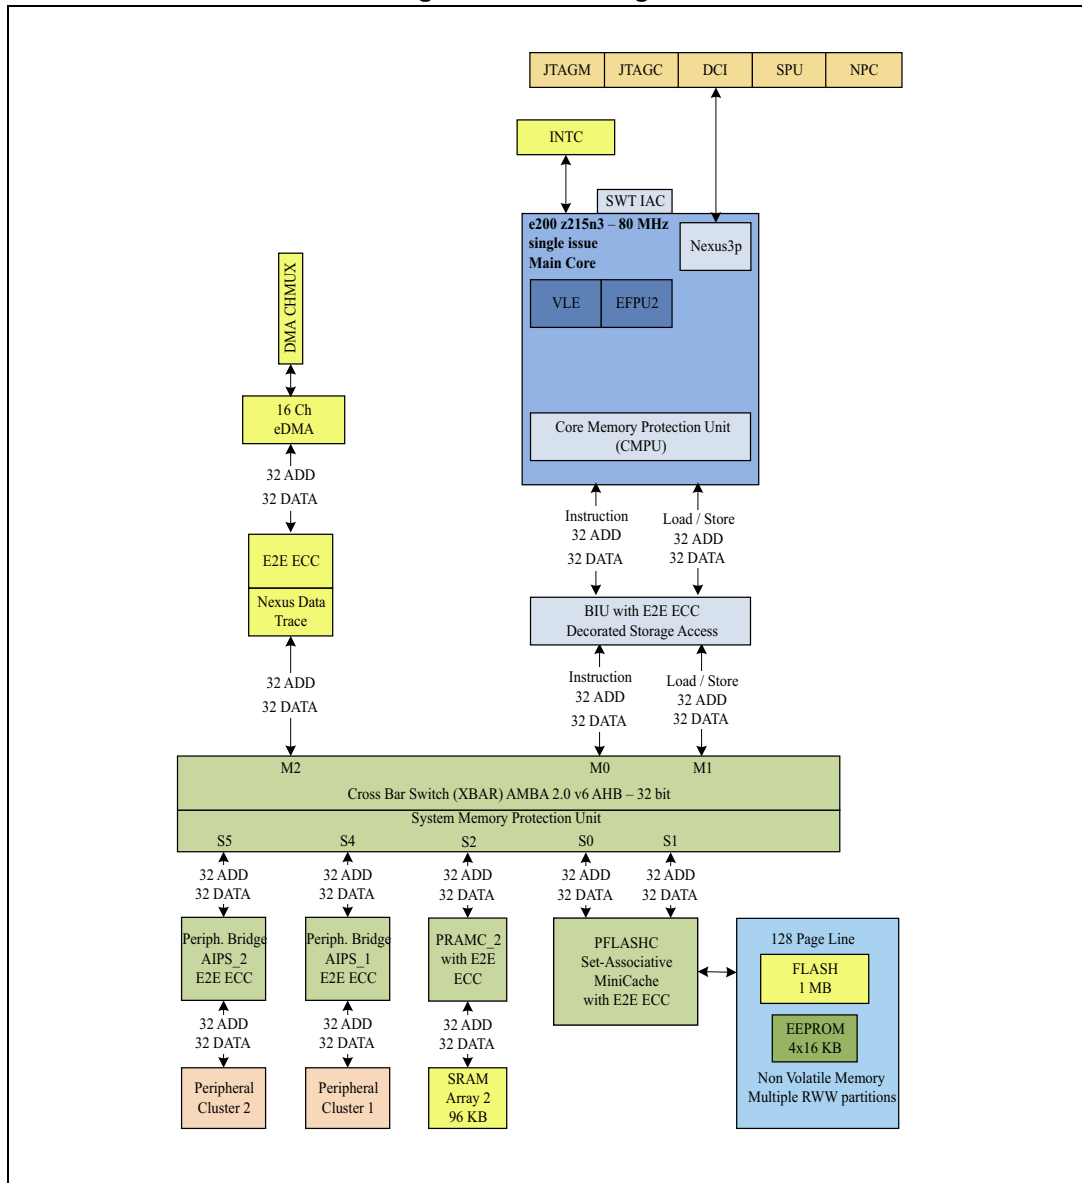 JTAGM JTAGC DCI SPU NPC
INTC
SWT IAC
e200 z215n3 – 80 MHz
single issue
Main Core
Nexus3p
VLE EFPU2
DMA CHMUX
16 Ch
eDMA
Core Memory Protection Unit
(CMPU)
32 ADD
32 DATA
Instruction
32 ADD
32 DATA
Load / Store
32 ADD
32 DATA
E2E ECC
Nexus Data
Trace
BIU with E2E ECC
Decorated Storage Access
32 ADD
32 DATA
Instruction
32 ADD
32 DATA
Load / Store
32 ADD
32 DATA
M2 M0 M1
Cross Bar Switch (XBAR) AMBA 2.0 v6 AHB – 32 bit
System Memory Protection Unit
S5 S4 S2 S0 S1
32 ADD
32 DATA
32 ADD
32 DATA
32 ADD
32 DATA
32 ADD
32 DATA
32 ADD
32 DATA
Periph. Bridge
AIPS_2
E2E ECC
Periph. Bridge
AIPS_1
E2E ECC
PRAMC_2
with E2E
ECC
PFLASHC
Set-Associative
MiniCache
with E2E ECC
128 Page Line
FLASH
1 MB
EEPROM
4x16 KB
Non Volatile Memory
Multiple RWW partitions
32 ADD
32 DATA
32 ADD
32 DATA
32 ADD
32 DATA
Peripheral
Cluster 2
Peripheral
Cluster 1
SRAM
Array 2
96 KB